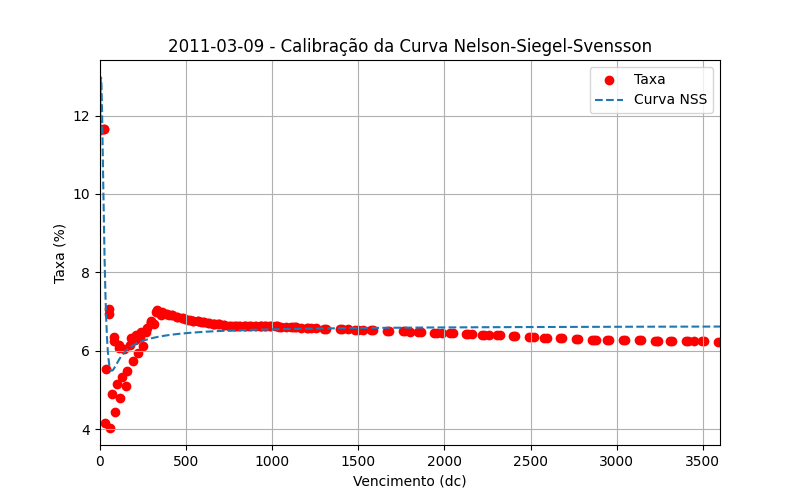 2011-03-09 - Calibração da Curva Nelson-Siegel-Svensson
Taxa
Curva NSS
Taxa (%)
12
10
8
6
4
0 500 1000 1500 2000 2500 3000 3500
Vencimento (dc)